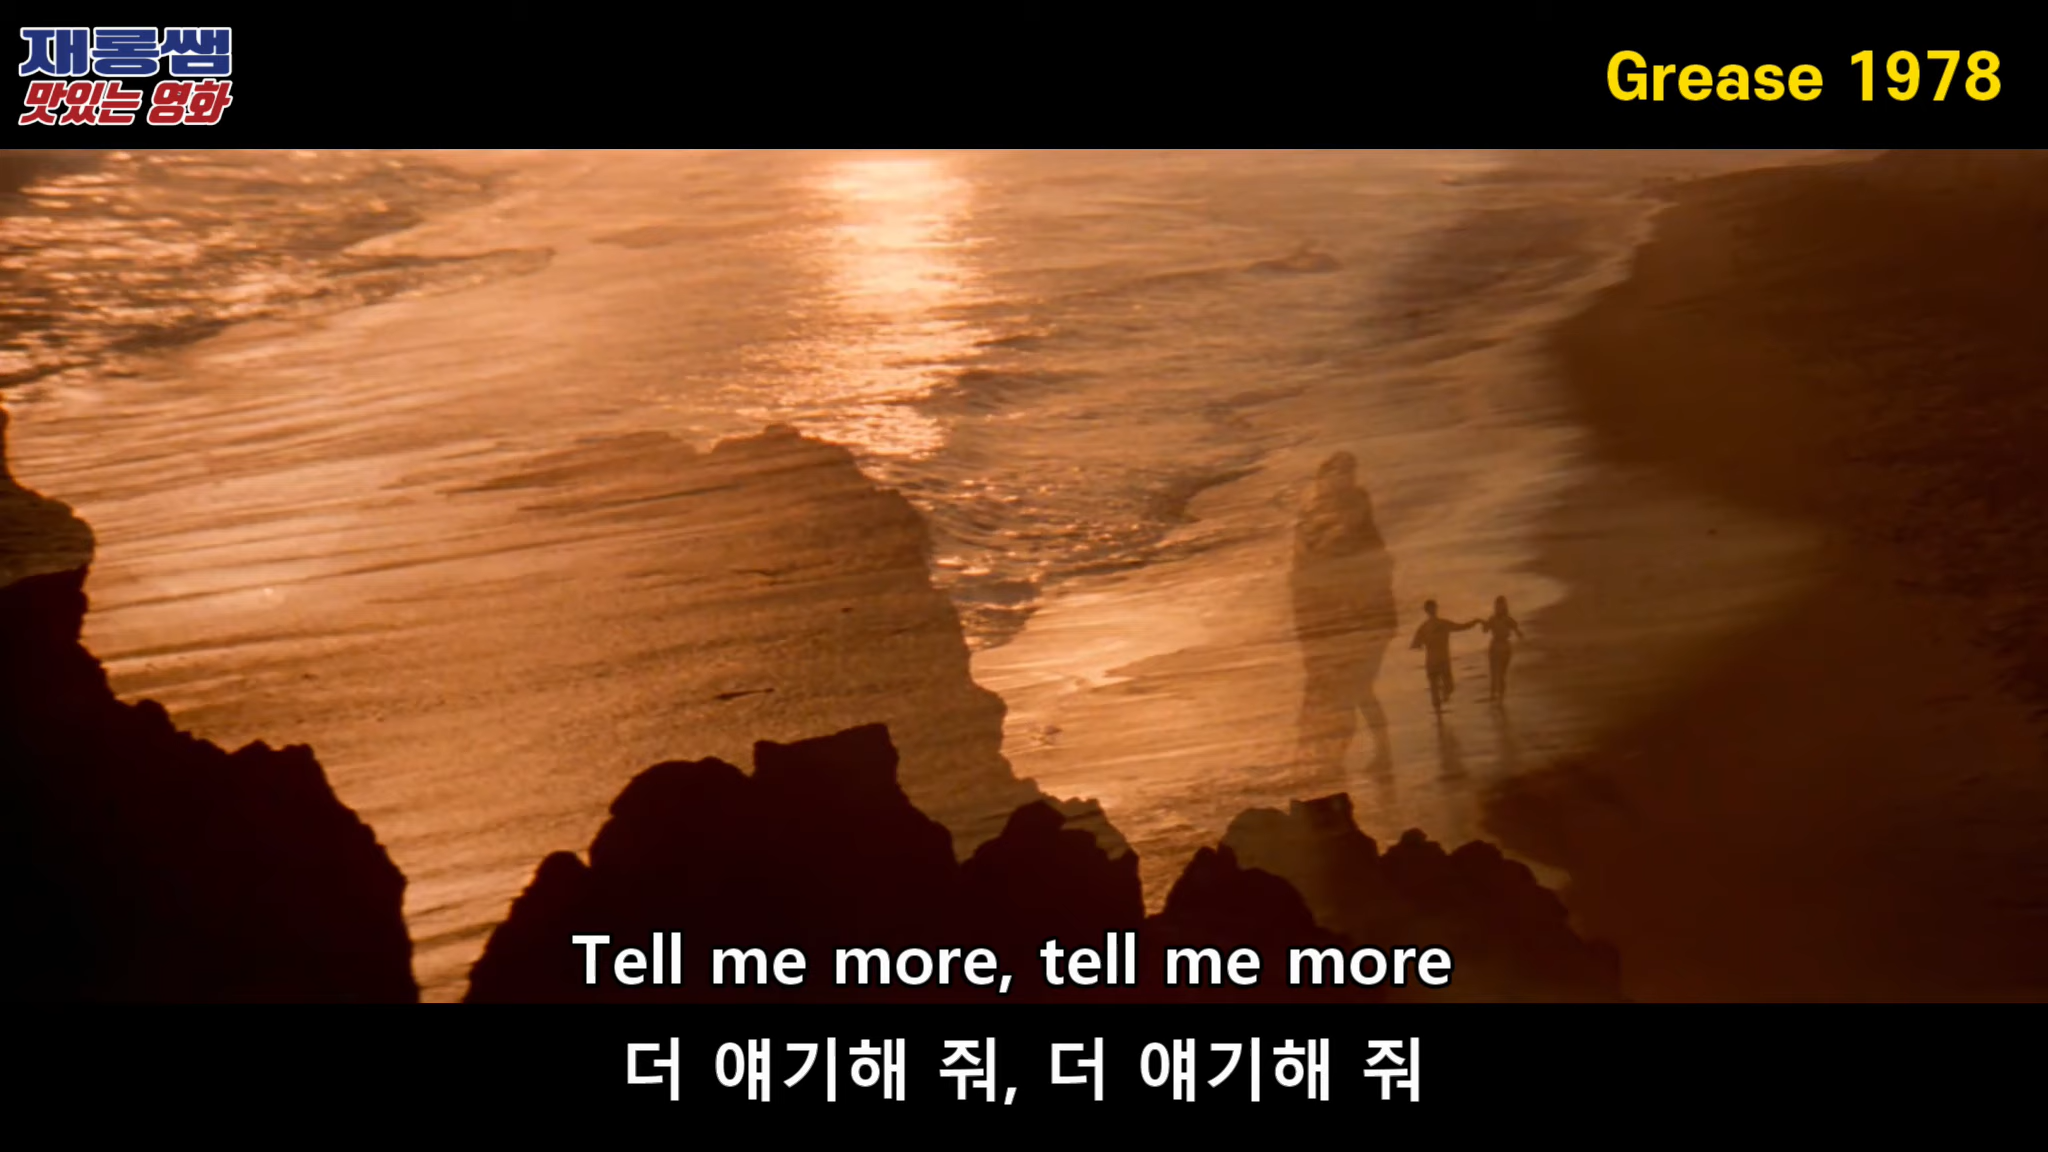 재롱쌤
맛있는 영화
Grease 1978
Tell me more, tell me more
더 얘기해 줘, 더 얘기해 줘